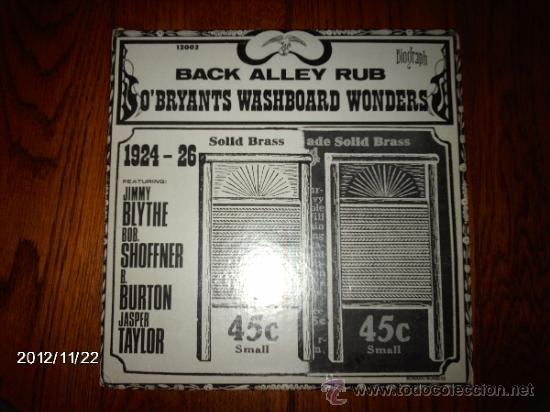 12002
Biograph
BACK ALLEY RUB
O'BRYANTS WASHBOARD WONDERS
1924 - 26
FEATURING:
JIMMY
BLYTHE
BOB
SHOFFNER
B.
BURTON
JASPER
TAYLOR
Solid Brass
ade Solid Brass
45c
Small
45c
Small
2012/11/22
todocoleccion